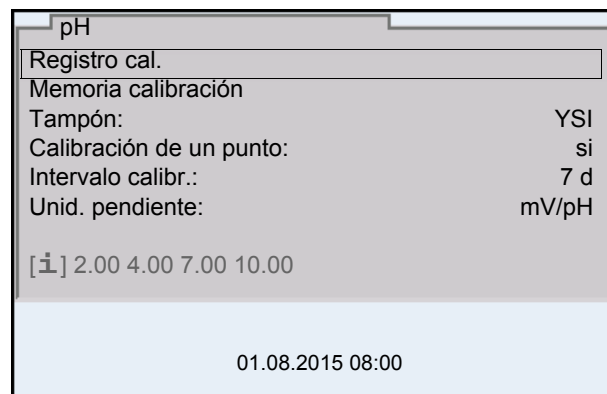 pH
Registro cal.
Memoria calibración
Tampón: YSI
Calibración de un punto: si
Intervalo calibr.: 7 d
Unid. pendiente: mV/pH
[i] 2.00 4.00 7.00 10.00
01.08.2015 08:00